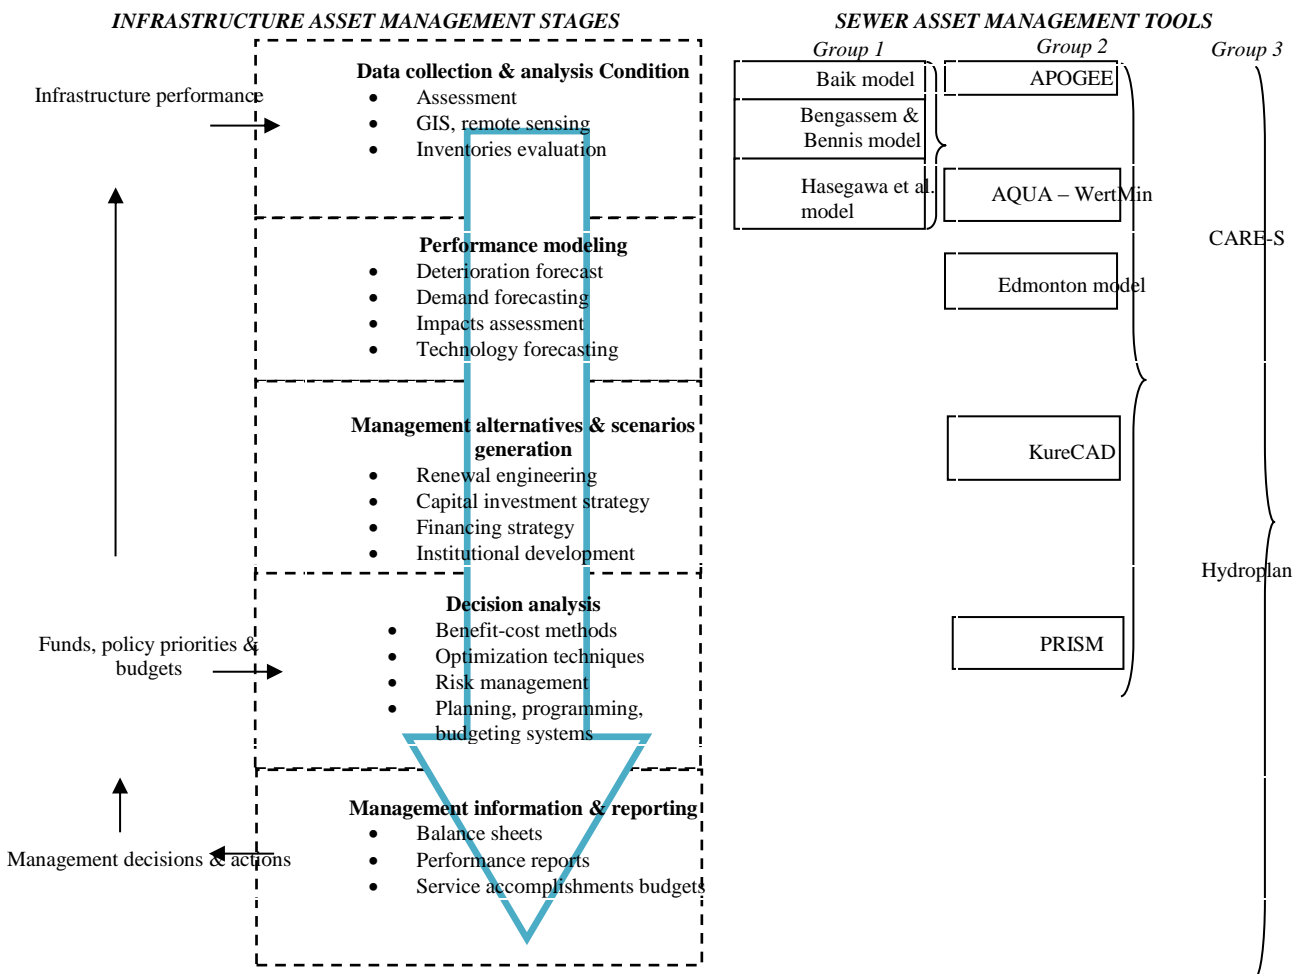 INFRASTRUCTURE ASSET MANAGEMENT STAGES
Infrastructure performance
Data collection & analysis Condition
• Assessment
• GIS, remote sensing
• Inventories evaluation
Performance modeling
• Deterioration forecast
• Demand forecasting
• Impacts assessment
• Technology forecasting
Management alternatives & scenarios
generation
• Renewal engineering
• Capital investment strategy
• Financing strategy
• Institutional development
Funds, policy priorities &
budgets
Decision analysis
• Benefit-cost methods
• Optimization techniques
• Risk management
• Planning, programming,
budgeting systems
Management information & reporting
• Balance sheets
• Performance reports
• Service accomplishments budgets
Management decisions & actions
SEWER ASSET MANAGEMENT TOOLS
Group 1
Baik model
Bengassem &
Bennis model
Hasegawa et al.
model
Group 2
APOGEE
AQUA – WertMin
Edmonton model
KureCAD
PRISM
Group 3
CARE-S
Hydroplan